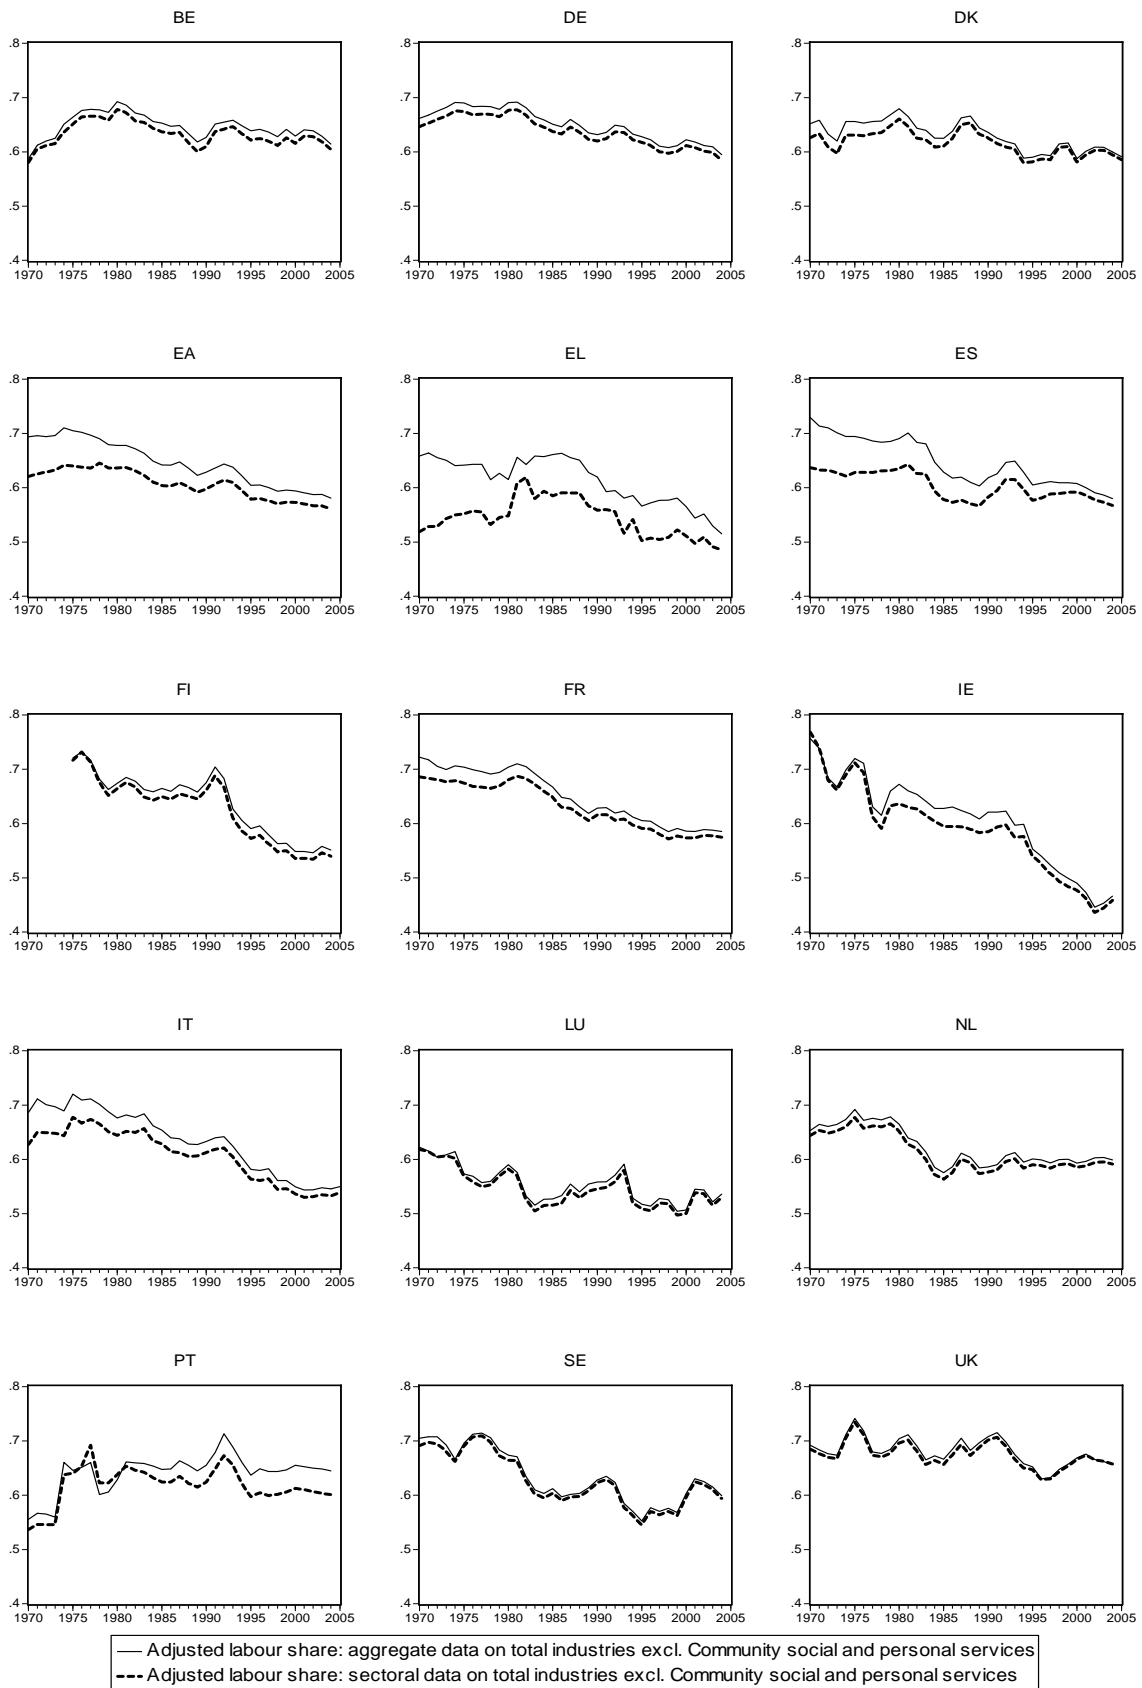 BE DE DK
.8 .8 .8
.7 .7 .7
.6 .6 .6
.5 .5 .5
.4 .4 .4
1970 1975 1980 1985 1990 1995 2000 2005 1970 1975 1980 1985 1990 1995 2000 2005 1970 1975 1980 1985 1990 1995 2000 2005
EA EL ES
.8 .8 .8
.7 .7 .7
.6 .6 .6
.5 .5 .5
.4 .4 .4
1970 1975 1980 1985 1990 1995 2000 2005 1970 1975 1980 1985 1990 1995 2000 2005 1970 1975 1980 1985 1990 1995 2000 2005
FI FR IE
.8 .8 .8
.7 .7 .7
.6 .6 .6
.5 .5 .5
.4 .4 .4
1970 1975 1980 1985 1990 1995 2000 2005 1970 1975 1980 1985 1990 1995 2000 2005 1970 1975 1980 1985 1990 1995 2000 2005
IT LU NL
.8 .8 .8
.7 .7 .7
.6 .6 .6
.5 .5 .5
.4 .4 .4
1970 1975 1980 1985 1990 1995 2000 2005 1970 1975 1980 1985 1990 1995 2000 2005 1970 1975 1980 1985 1990 1995 2000 2005
PT SE UK
.8 .8 .8
.7 .7 .7
.6 .6 .6
.5 .5 .5
.4 .4 .4
1970 1975 1980 1985 1990 1995 2000 2005 1970 1975 1980 1985 1990 1995 2000 2005 1970 1975 1980 1985 1990 1995 2000 2005
Adjusted labour share: aggregate data on total industries excl. Community social and personal services
Adjusted labour share: sectoral data on total industries excl. Community social and personal services